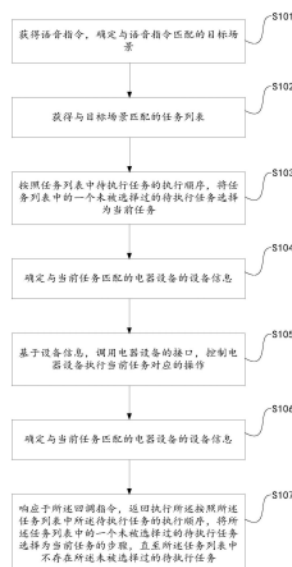 S101
获得语音指令，确定与语音指令匹配的目标场
景
S102
获得与目标场景匹配的任务列表
S103
按照任务列表中待执行任务的执行顺序，将任
务列表中的一个未被选择过的待执行任务选择
为当前任务
S104
确定与当前任务匹配的电器设备的设备信息
S105
基于设备信息，调用电器设备的接口，控制电
器设备执行当前任务对应的操作
S106
确定与当前任务匹配的电器设备的设备信息
S107
响应于所述回调指令，返回执行所述按照所述
任务列表中所述待执行任务的执行顺序，将所
述任务列表中的一个未被选择过的待执行任务
选择为当前任务的步骤，直至所述任务列表中
不存在所述未被选择过的待执行任务